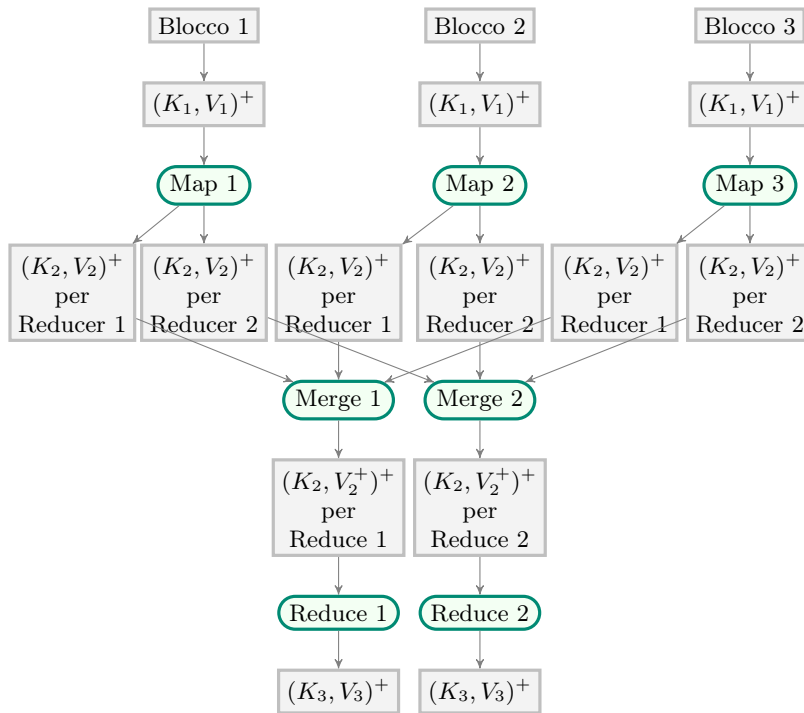 Blocco 1
Blocco 2
Blocco 3
(K₁, V₁)⁺
(K₁, V₁)⁺
(K₁, V₁)⁺
Map 1
Map 2
Map 3
(K₂, V₂)⁺
per
Reducer 1
(K₂, V₂)⁺
per
Reducer 2
(K₂, V₂)⁺
per
Reducer 1
(K₂, V₂)⁺
per
Reducer 2
(K₂, V₂)⁺
per
Reducer 1
(K₂, V₂)⁺
per
Reducer 2
Merge 1
Merge 2
(K₂, V₂⁺)⁺
per
Reduce 1
(K₂, V₂⁺)⁺
per
Reduce 2
Reduce 1
Reduce 2
(K₃, V₃)⁺
(K₃, V₃)⁺